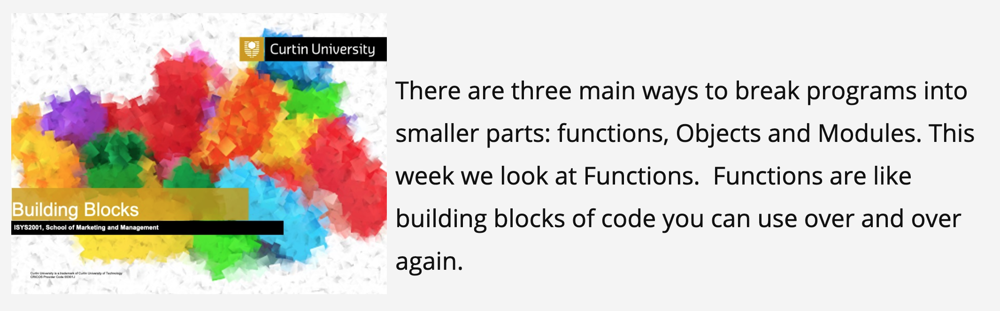 Curtin University
Building Blocks
ISYS2001, School of Marketing and Management
Curtin University is a trademark of Curtin University of Technology
CRICOS Provider Code 00301J
There are three main ways to break programs into
smaller parts: functions, Objects and Modules. This
week we look at Functions.  Functions are like
building blocks of code you can use over and over
again.